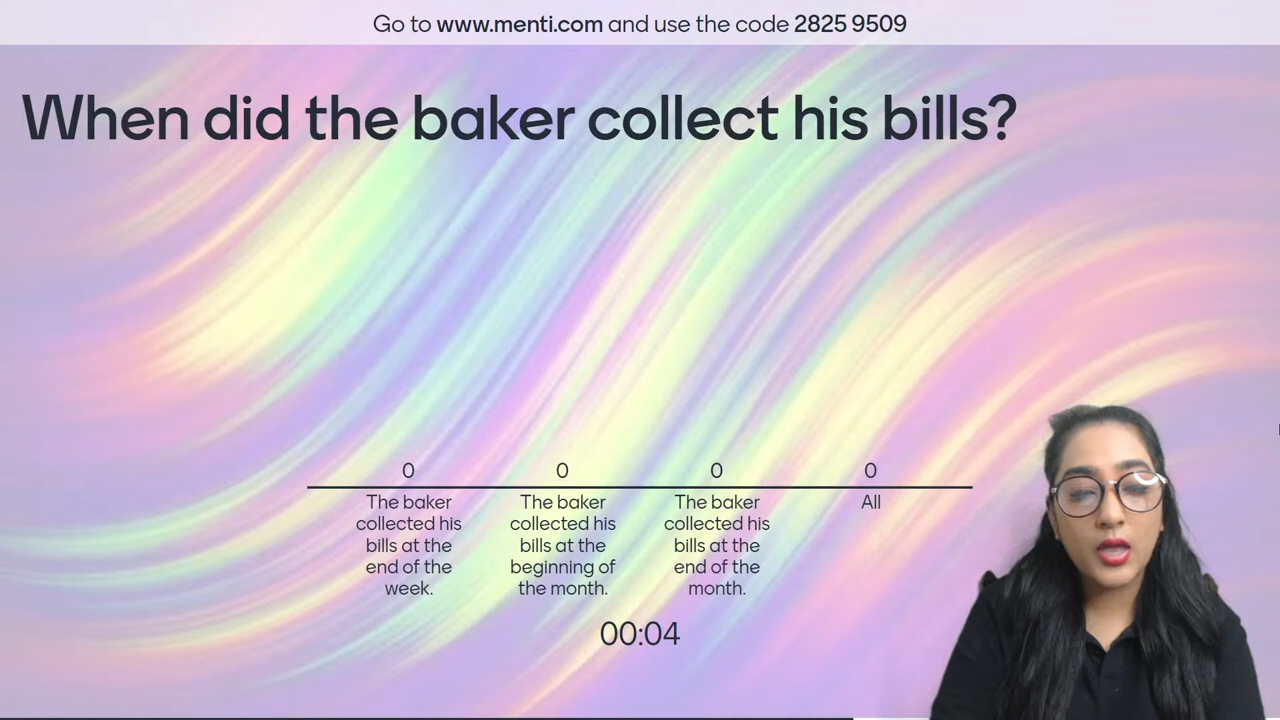 Go to www.menti.com and use the code 2825 9509
When did the baker collect his bills?
0
0
0
0
The baker
collected his
bills at the
end of the
week.
The baker
collected his
bills at the
beginning of
the month.
The baker
collected his
bills at the
end of the
month.
All
00:04